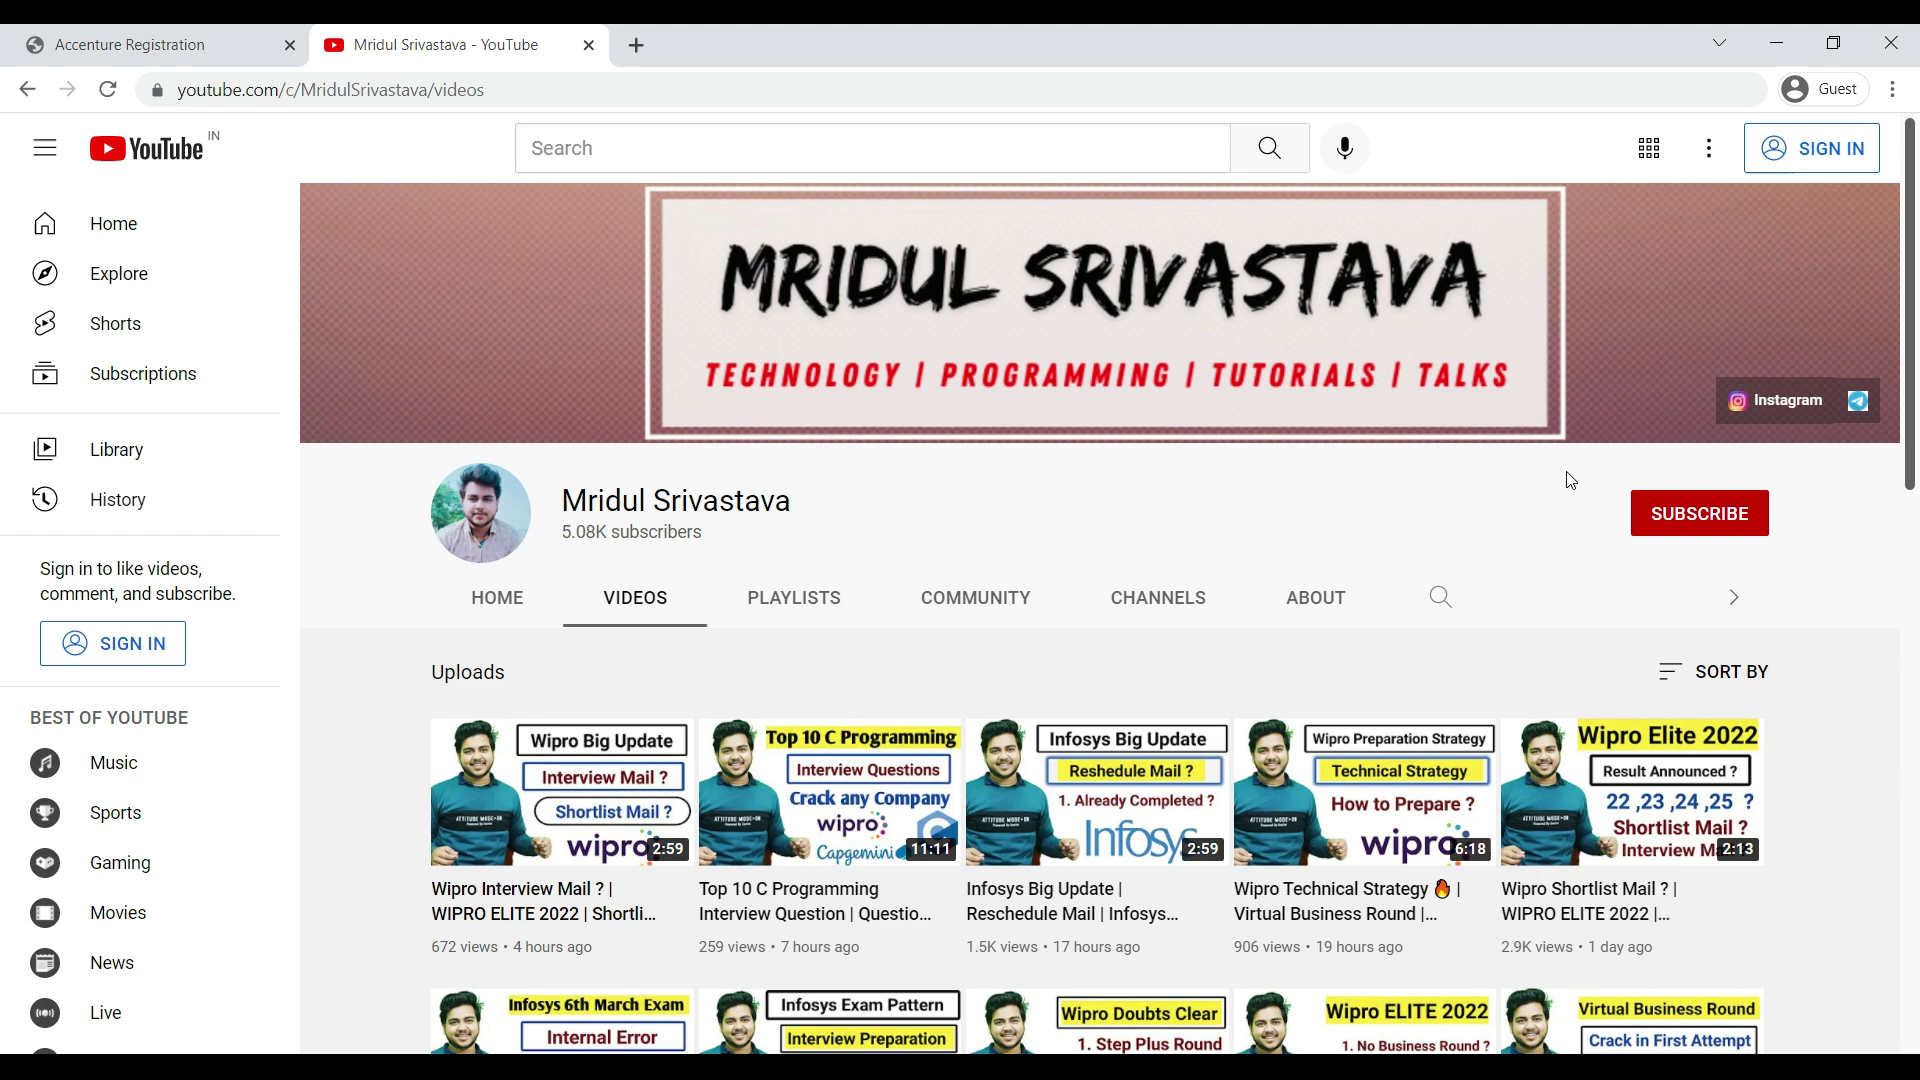 Accenture Registration
Mridul Srivastava - YouTube
youtube.com/c/MridulSrivastava/videos
Guest
YouTube IN
Search
SIGN IN
Home
Explore
Shorts
Subscriptions
Library
History
Sign in to like videos,
comment, and subscribe.
SIGN IN
BEST OF YOUTUBE
Music
Sports
Gaming
Movies
News
Live
MRIDUL SRIVASTAVA
TECHNOLOGY | PROGRAMMING | TUTORIALS | TALKS
Instagram
Mridul Srivastava
5.08K subscribers
SUBSCRIBE
HOME
VIDEOS
PLAYLISTS
COMMUNITY
CHANNELS
ABOUT
Uploads
SORT BY
Wipro Big Update
Interview Mail ?
Shortlist Mail ?
wipro
2:59
Wipro Interview Mail ? |
WIPRO ELITE 2022 | Shortli...
672 views • 4 hours ago
Top 10 C Programming
Interview Questions
Crack any Company
wipro
Capgemini
11:11
Top 10 C Programming
Interview Question | Questio...
259 views • 7 hours ago
Infosys Big Update
Reshedule Mail ?
1. Already Completed ?
Infosys
2:59
Infosys Big Update |
Reschedule Mail | Infosys...
1.5K views • 17 hours ago
Wipro Preparation Strategy
Technical Strategy
How to Prepare ?
wipro
6:18
Wipro Technical Strategy 🔥 |
Virtual Business Round |...
906 views • 19 hours ago
Wipro Elite 2022
Result Announced ?
22 ,23 ,24 ,25 ?
Shortlist Mail ?
Interview
2:13
Wipro Shortlist Mail ? |
WIPRO ELITE 2022 |...
2.9K views • 1 day ago
Infosys 6th March Exam
Internal Error
Infosys Exam Pattern
Interview Preparation
Wipro Doubts Clear
1. Step Plus Round
Wipro ELITE 2022
1. No Business Round ?
Virtual Business Round
Crack in First Attempt